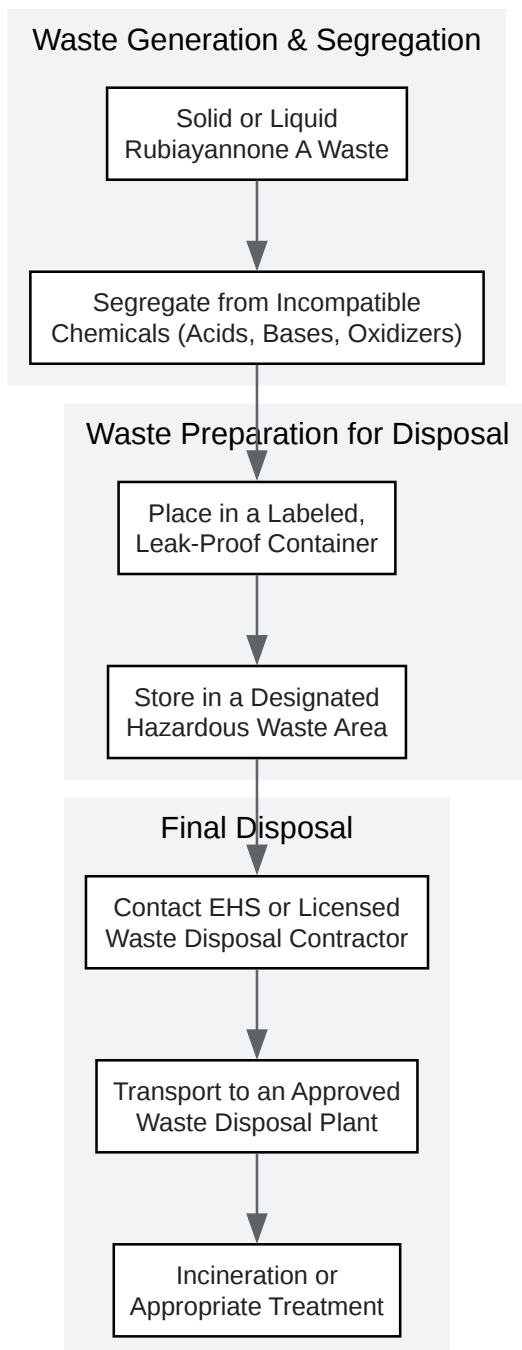 Waste Generation & Segregation
Solid or Liquid
Rubiayannone A Waste
Segregate from Incompatible
Chemicals (Acids, Bases, Oxidizers)
Waste Preparation for Disposal
Place in a Labeled,
Leak-Proof Container
Store in a Designated
Hazardous Waste Area
Final Disposal
Contact EHS or Licensed
Waste Disposal Contractor
Transport to an Approved
Waste Disposal Plant
Incineration or
Appropriate Treatment